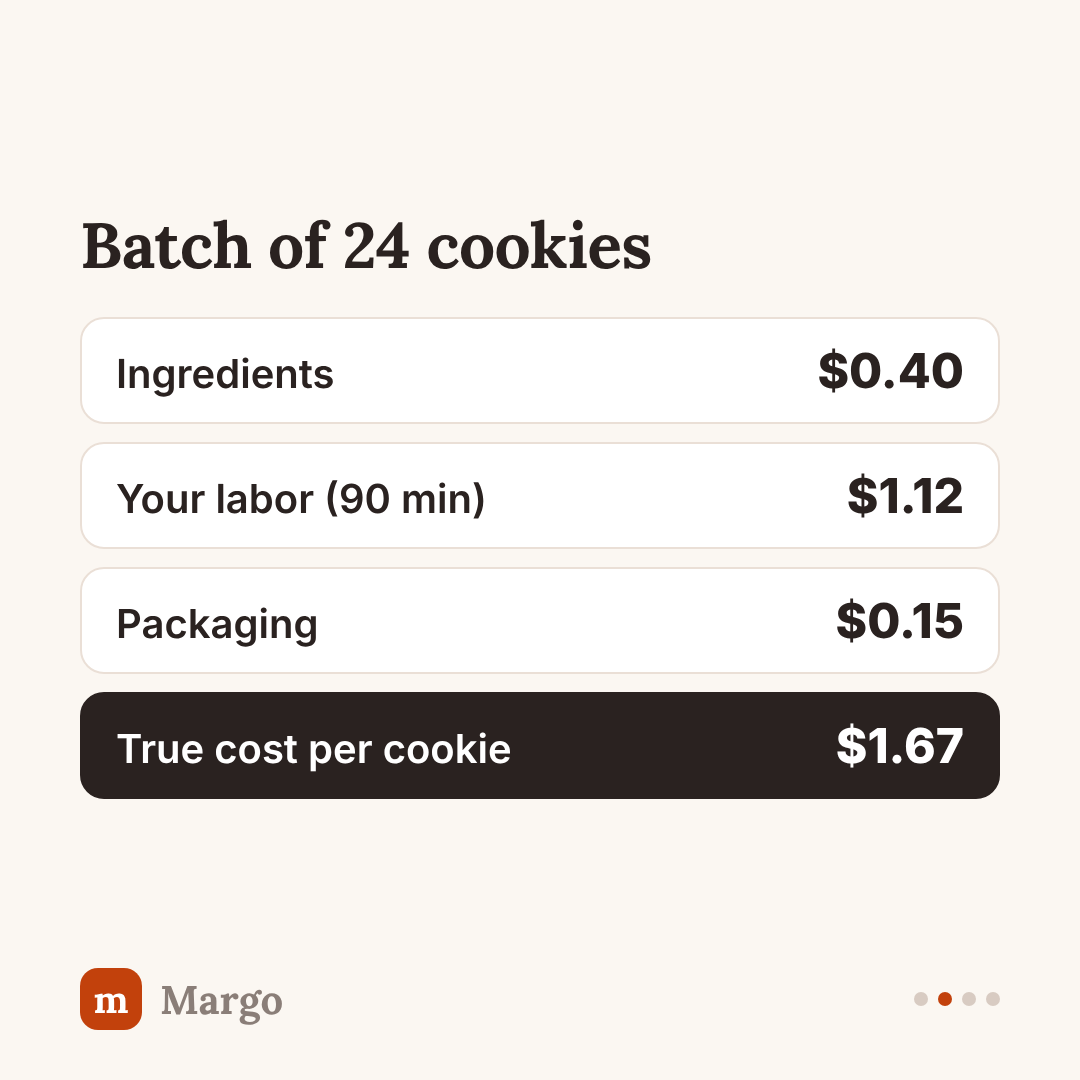 Batch of 24 cookies
Ingredients $0.40
Your labor (90 min) $1.12
Packaging $0.15
True cost per cookie $1.67
m Margo